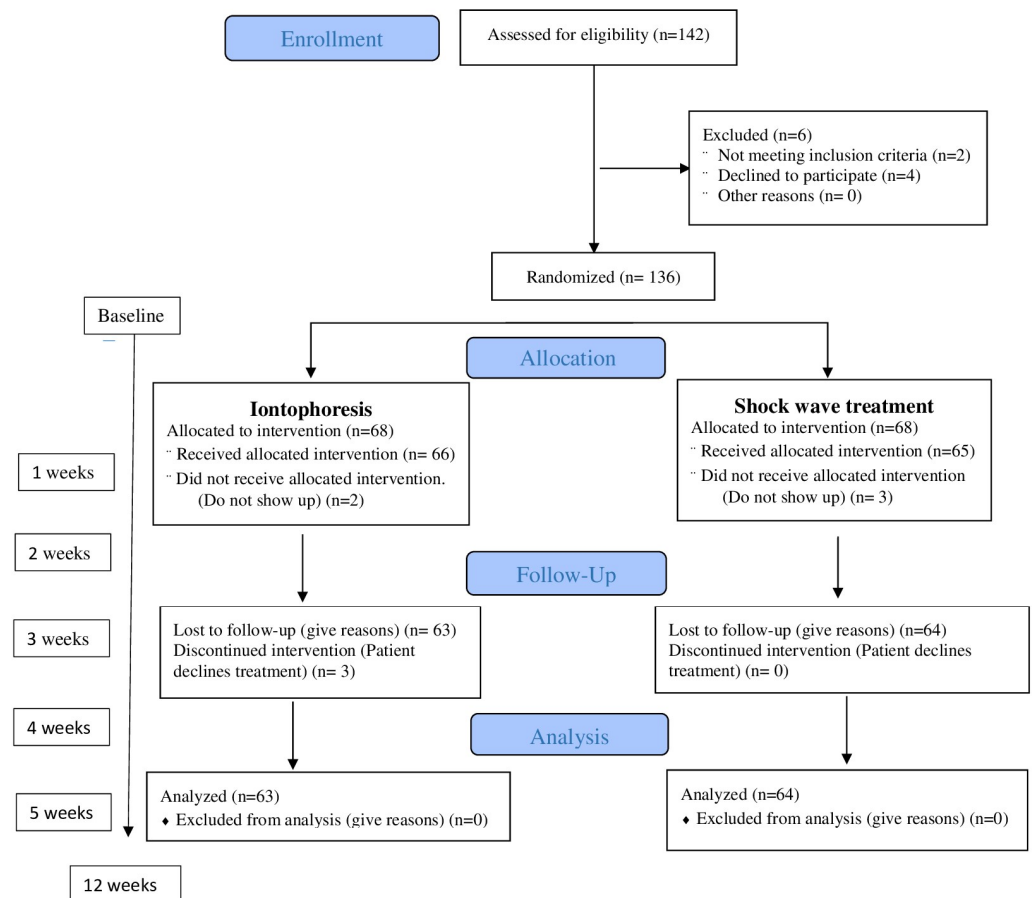 Enrollment
Assessed for eligibility (n=142)
Excluded (n=6)
¨ Not meeting inclusion criteria (n=2)
¨ Declined to participate (n=4)
¨ Other reasons (n= 0)
Randomized (n= 136)
Baseline
Allocation
Iontophoresis
Allocated to intervention (n=68)
¨ Received allocated intervention (n= 66)
¨ Did not receive allocated intervention.
(Do not show up) (n=2)
Shock wave treatment
Allocated to intervention (n=68)
¨ Received allocated intervention (n=65)
¨ Did not receive allocated intervention
(Do not show up) (n= 3)
1 weeks
2 weeks
Follow-Up
3 weeks
Lost to follow-up (give reasons) (n= 63)
Discontinued intervention (Patient
declines treatment) (n= 3)
Lost to follow-up (give reasons) (n=64)
Discontinued intervention (Patient declines
treatment) (n= 0)
4 weeks
Analysis
5 weeks
Analyzed (n=63)
♦ Excluded from analysis (give reasons) (n=0)
Analyzed (n=64)
♦ Excluded from analysis (give reasons) (n=0)
12 weeks